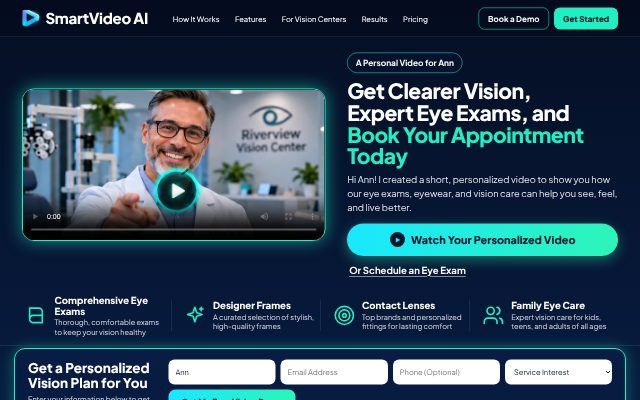 SmartVideo AI
How It Works
Features
For Vision Centers
Results
Pricing
Book a Demo
Get Started
Riverview
Vision Center
0:00
A Personal Video for Ann
Get Clearer Vision,
Expert Eye Exams, and
Book Your Appointment
Today
Hi Ann! I created a short, personalized video to show you how
our eye exams, eyewear, and vision care can help you see, feel,
and live better.
Watch Your Personalized Video
Or Schedule an Eye Exam
Comprehensive Eye
Exams
Thorough, comfortable exams
to keep your vision healthy
Designer Frames
A curated selection of stylish,
high-quality frames
Contact Lenses
Top brands and personalized
fittings for lasting comfort
Family Eye Care
Expert vision care for kids,
teens, and adults of all ages
Get a Personalized
Vision Plan for You
Enter your information below to get
Ann
Email Address
Phone (Optional)
Service Interest